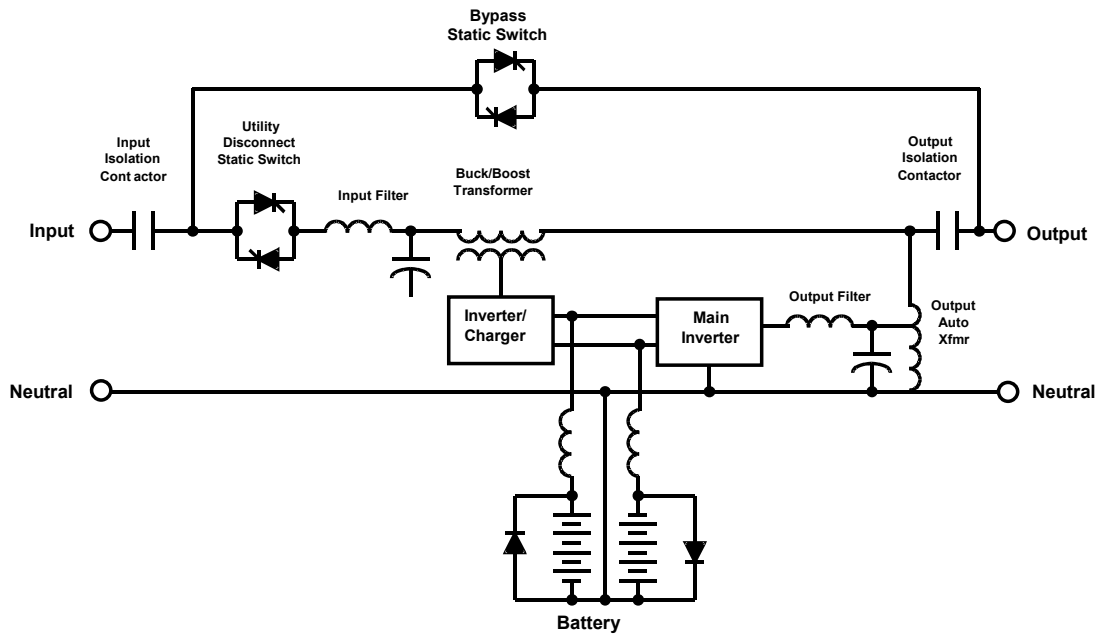 Bypass
Static Switch
Utility
Disconnect
Static Switch
Input
Isolation
Cont actor
Input Filter
Buck/Boost
Transformer
Output
Isolation
Contactor
Input
Output
Inverter/
Charger
Main
Inverter
Output Filter
Output
Auto
Xfmr
Neutral
Neutral
Battery